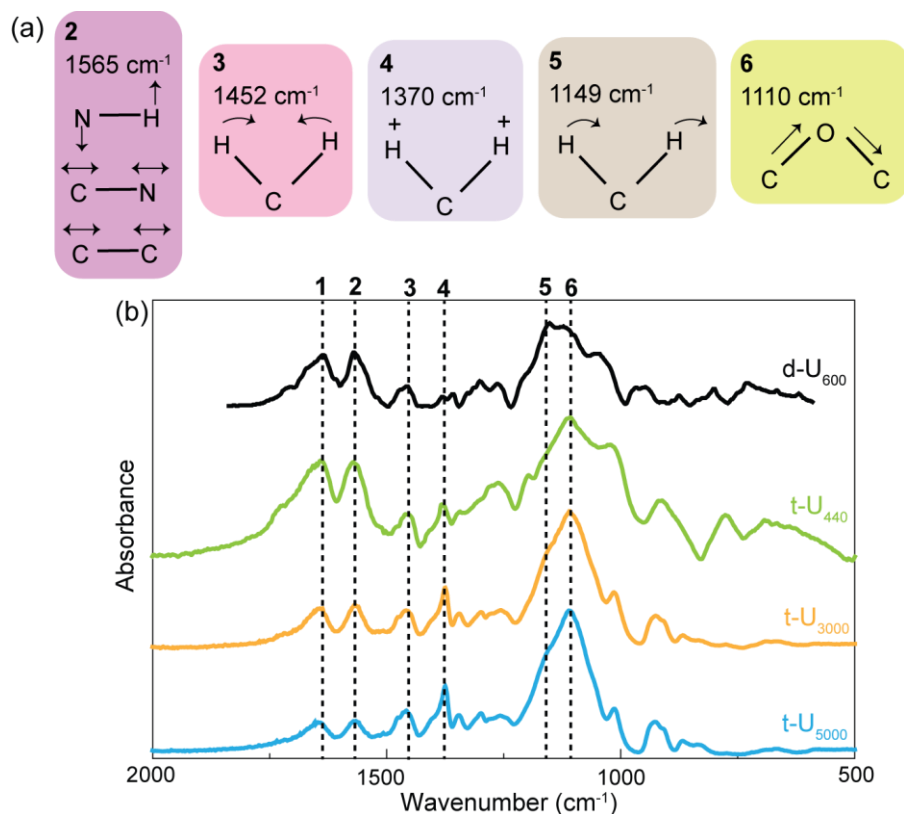 (a)
2
1565 cm⁻¹
N H
C N
C C
3
1452 cm⁻¹
H H
C
4
1370 cm⁻¹
+ +
H H
C
5
1149 cm⁻¹
H H
C
6
1110 cm⁻¹
O
C C
(b)
1 2 3 4 5 6
d-U₆₀₀
t-U₄₄₀
t-U₃₀₀₀
t-U₅₀₀₀
Absorbance
2000 1500 1000 500
Wavenumber (cm⁻¹)